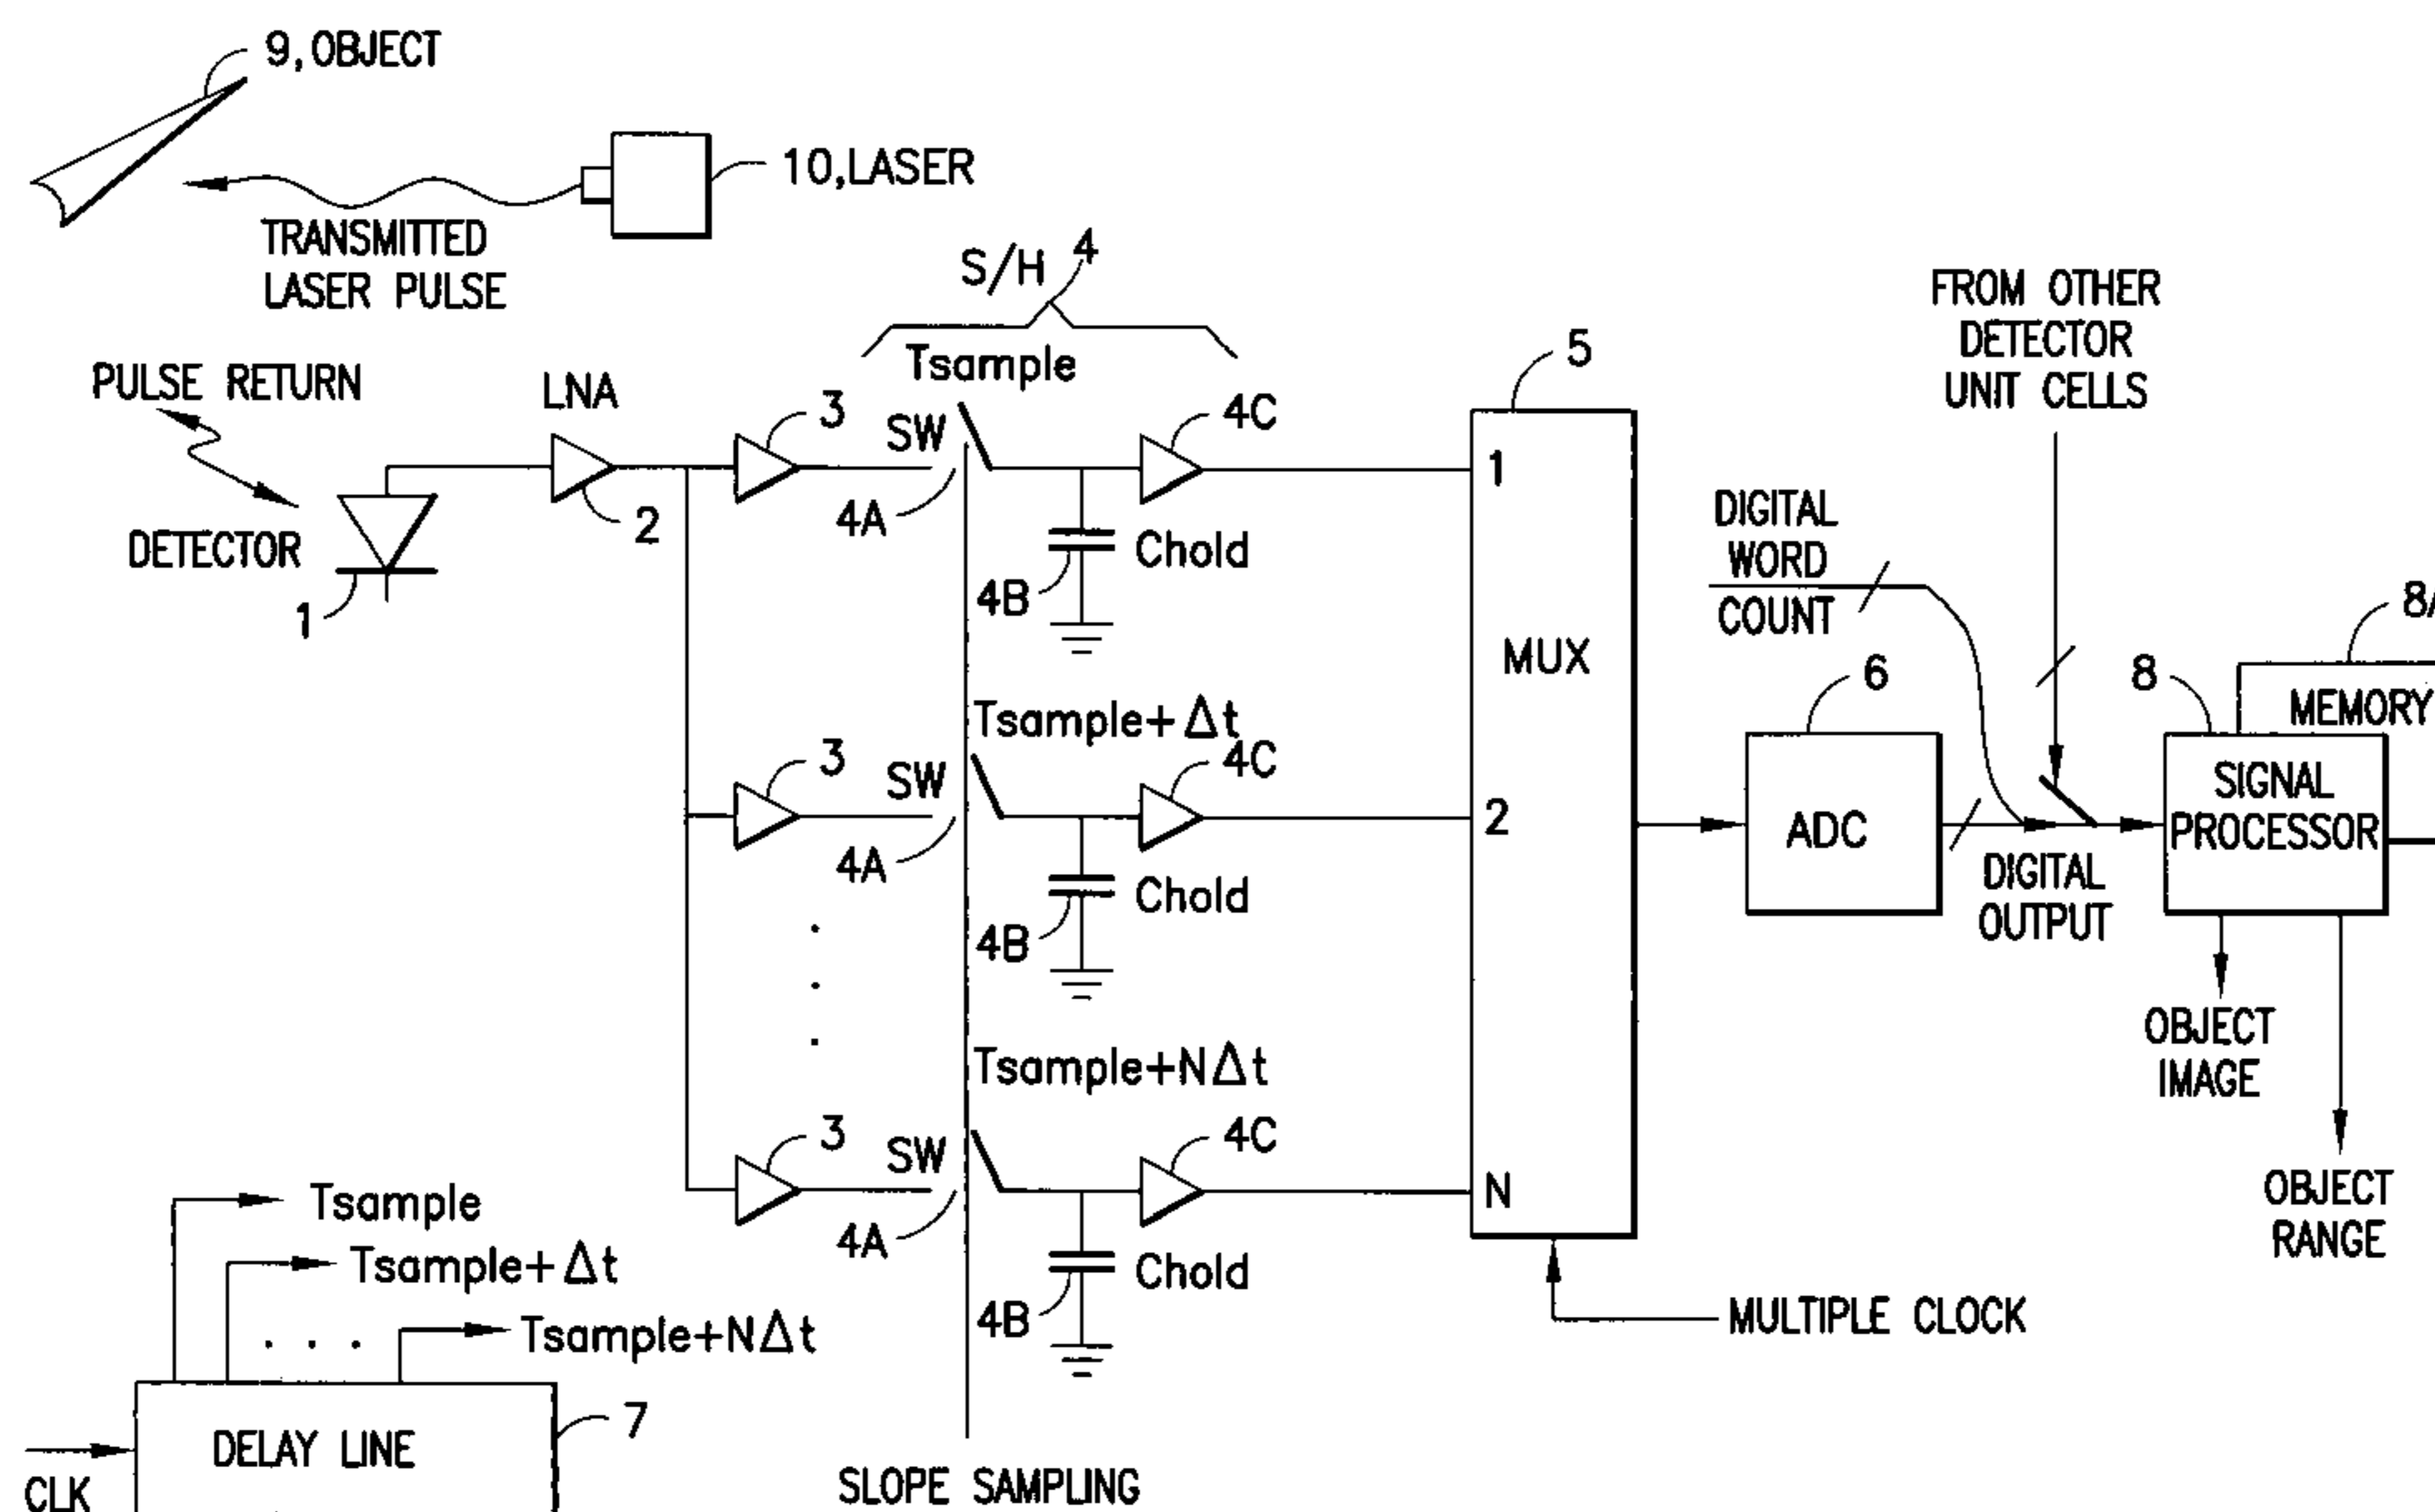 9, OBJECT
10, LASER
TRANSMITTED
LASER PULSE
S/H 4
Tsample
PULSE RETURN
LNA
3
SW
4C
5
FROM OTHER
DETECTOR
UNIT CELLS
1
2
4A
DETECTOR
1
Chold
4B
DIGITAL
WORD
COUNT
MUX
6
8
MEMORY
Tsample+Δt
3
SW
4C
2
4A
Chold
4B
ADC
SIGNAL
PROCESSOR
DIGITAL
OUTPUT
. . .
OBJECT
IMAGE
OBJECT
RANGE
Tsample+NΔt
3
SW
4C
N
4A
Chold
4B
MULTIPLE CLOCK
Tsample
Tsample+Δt
. . .
Tsample+NΔt
7
DELAY LINE
CLK
SLOPE SAMPLING